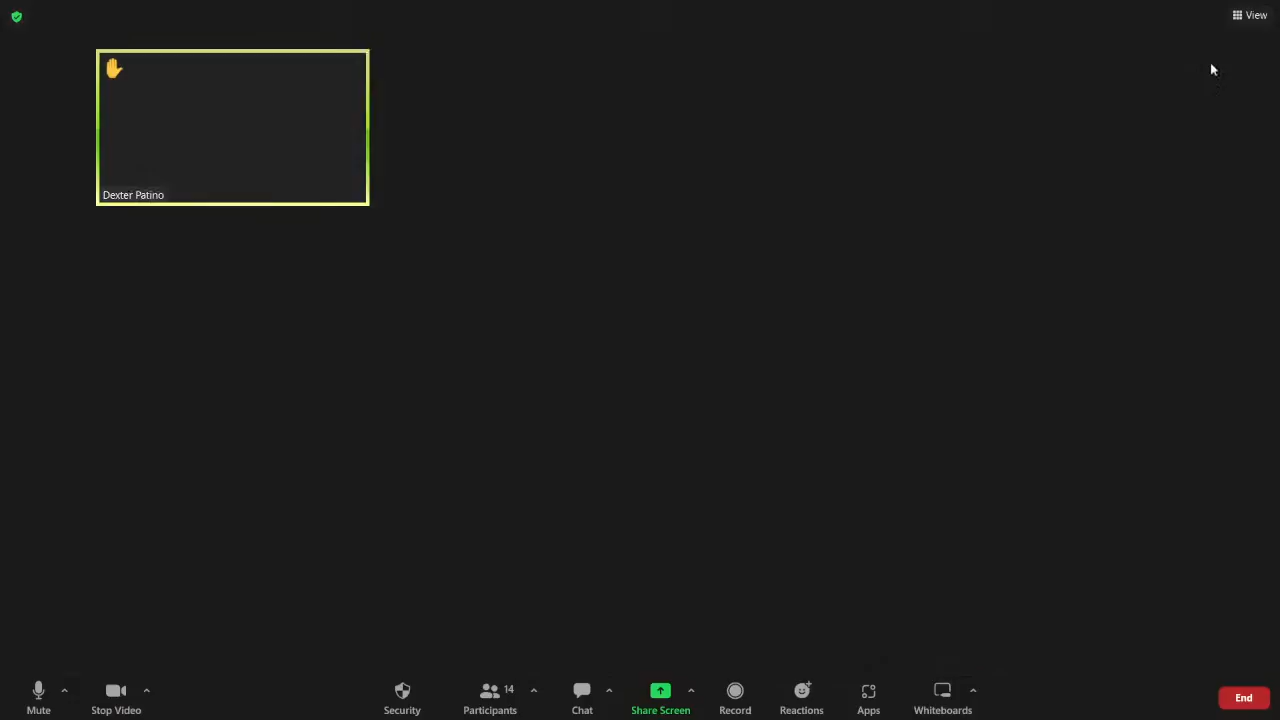 View
Dexter Patino
14
Mute
Stop Video
Security
Participants
Chat
Share Screen
Record
Reactions
Apps
Whiteboards
End